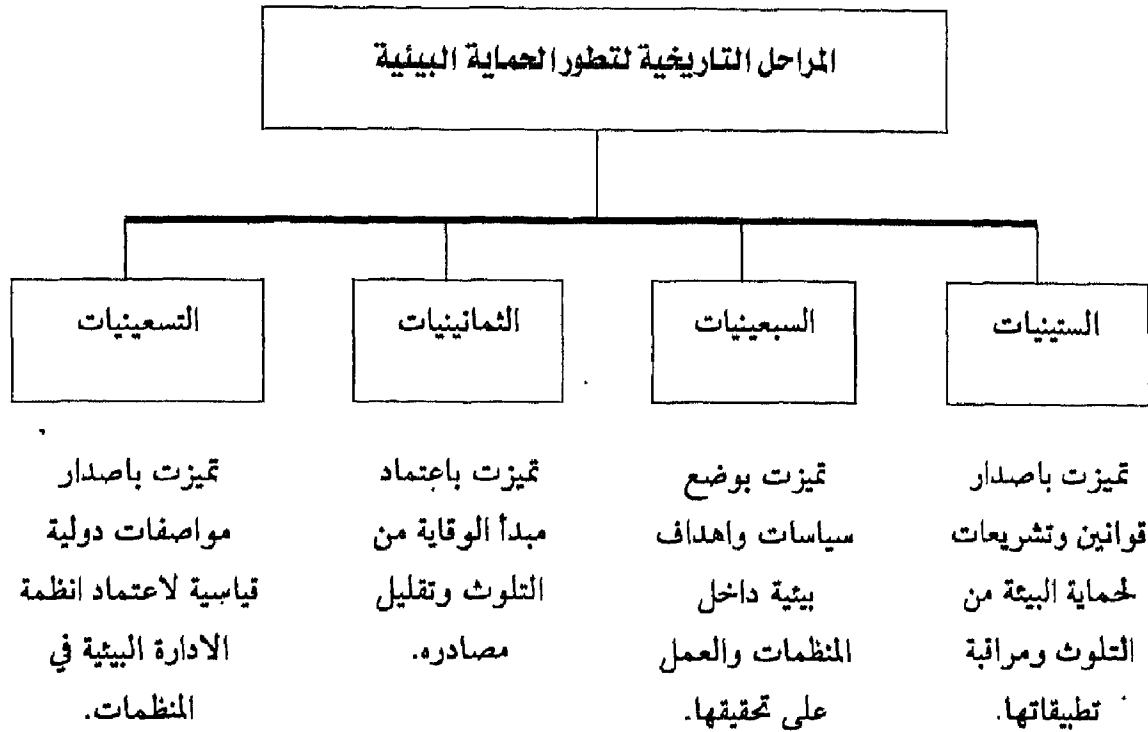 المراحل التاريخية لتطور الحماية البيئية
الستينيات
تميزت باصدار
قوانين وتشريعات
لحماية البيئة من
التلوث ومراقبة
تطبيقاتها.
السبعينيات
تميزت بوضع
سياسات واهداف
بيئية داخل
المنظمات والعمل
على تحقيقها.
الثمانينيات
تميزت باعتماد
مبدأ الوقاية من
التلوث وتقليل
مصادره.
التسعينيات
تميزت باصدار
مواصفات دولية
قياسية لاعتماد انظمة
الادارة البيئية في
المنظمات.